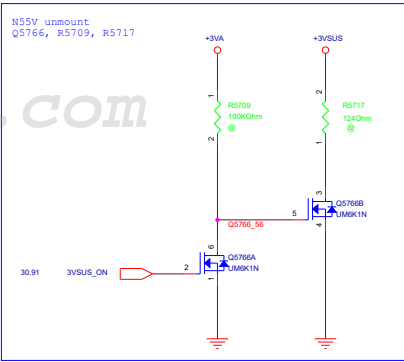 N55V unmount
Q5766, R5709, R5717
+3VA
+3VSUS
1
2
R5709
100KOhm
@
R5717
124Ohm
@
2
1
3
5
Q5766B
UM6K1N
Q5766_56
4
6
Q5766A
UM6K1N
30,91
3VSUS_ON
2
1
.com